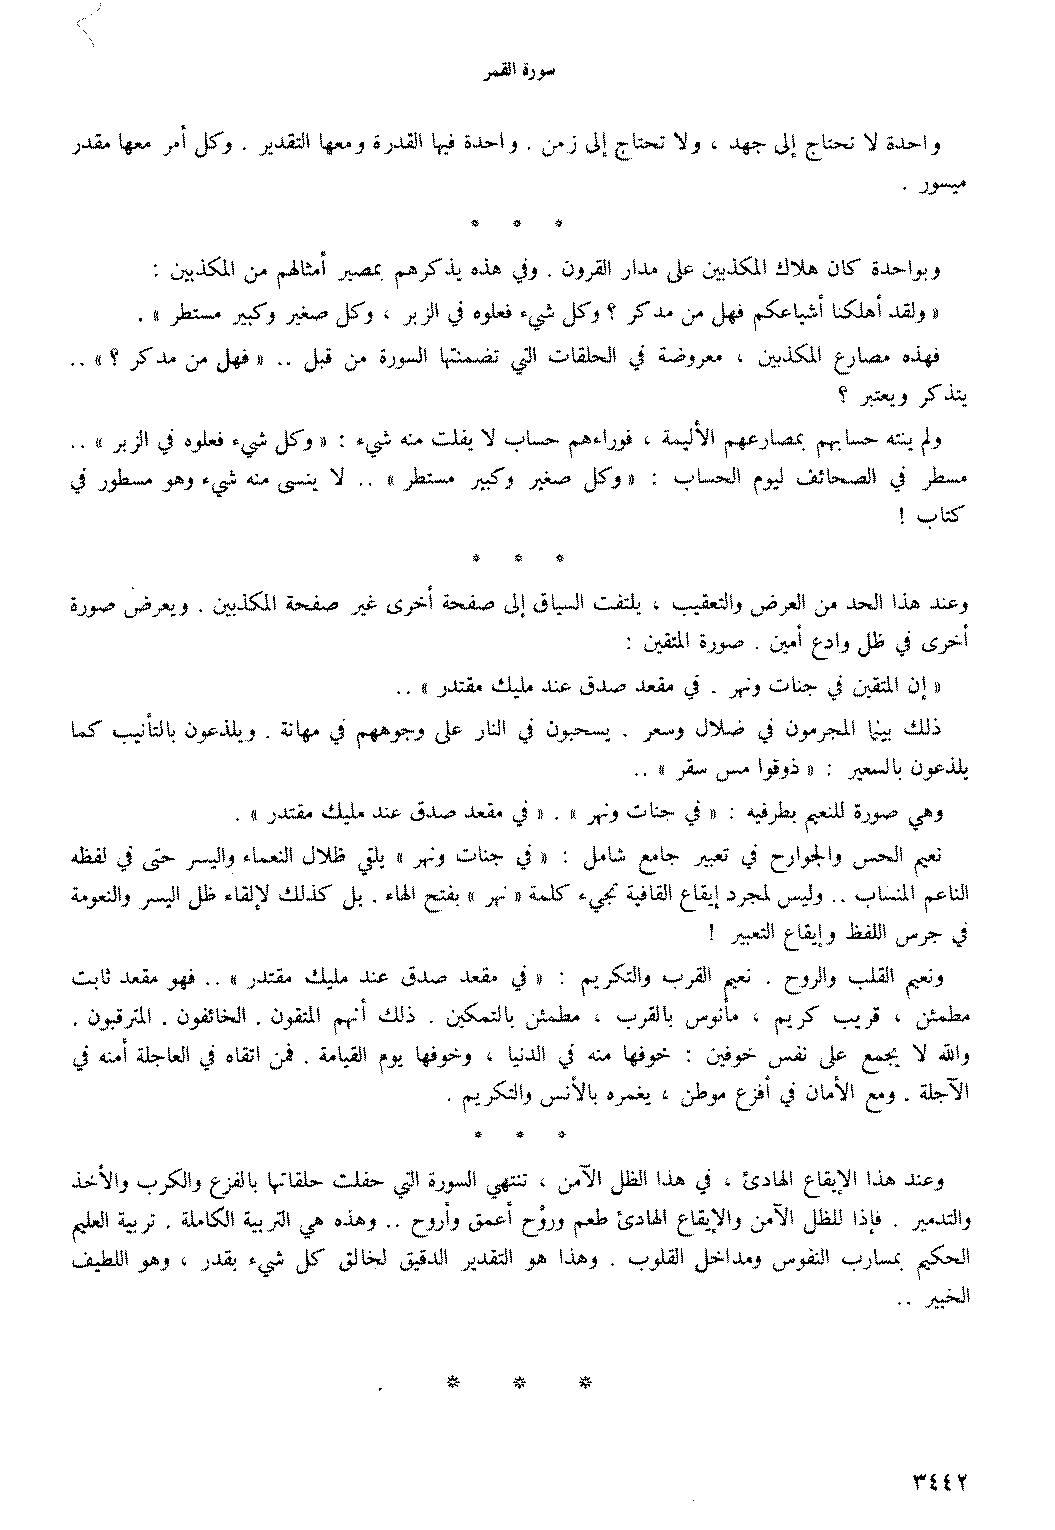 سورة القمر
واحدة لا تحتاج إلى جهد ، ولا تحتاج إلى زمن . واحدة فيها القدرة ومعها التقدير . وكل أمر معها مقدر
ميسور .
* * *
وبواحدة كان هلاك المكذبين على مدار القرون . وفي هذه يذكرهم بمصير أمثالهم من المكذبين :
« ولقد أهلكنا أشياعكم فهل من مدكر ؟ وكل شيء فعلوه في الزبر ، وكل صغير وكبير مستطر » .
فهذه مصارع المكذبين ، معروضة في الحلقات التي تضمنتها السورة من قبل .. « فهل من مدكر ؟ » ..
يتذكر ويعتبر ؟
ولم ينته حسابهم بمصارعهم الأليمة ، فوراءهم حساب لا يفلت منه شيء : « وكل شيء فعلوه في الزبر » ..
مسطر في الصحائف ليوم الحساب : « وكل صغير وكبير مستطر » .. لا ينسى منه شيء وهو مسطور في
كتاب !
* * *
وعند هذا الحد من العرض والتعقيب ، يلتفت السياق إلى صفحة أخرى غير صفحة المكذبين . ويعرض صورة
أخرى في ظل وادع أمين . صورة المتقين :
« إن المتقين في جنات ونهر . في مقعد صدق عند مليك مقتدر » ..
ذلك بينما المجرمون في ضلال وسعر . يسحبون في النار على وجوههم في مهانة . ويلذعون بالتأنيب كما
يلذعون بالسعير : « ذوقوا مس سقر » ..
وهي صورة للنعيم بطرفيه : « في جنات ونهر » . « في مقعد صدق عند مليك مقتدر » .
نعيم الحس والجوارح في تعبير جامع شامل : « في جنات ونهر » يلقي ظلال النعماء واليسر حتى في لفظه
الناعم المنساب .. وليس لمجرد إيقاع القافية تجيء كلمة « نهر » بفتح الهاء . بل كذلك لإلقاء ظل اليسر والنعومة
في جرس اللفظ وإيقاع التعبير !
ونعيم القلب والروح . نعيم القرب والتكريم : « في مقعد صدق عند مليك مقتدر » .. فهو مقعد ثابت
مطمئن ، قريب كريم ، مأنوس بالقرب ، مطمئن بالتمكين . ذلك أنهم المتقون . الخائفون . المترقبون .
والله لا يجمع على نفس خوفين : خوفها منه في الدنيا ، وخوفها يوم القيامة . فمن اتقاه في العاجلة أمنه في
الآجلة . ومع الأمان في أفزع موطن ، يغمره بالأنس والتكريم .
* * *
وعند هذا الإيقاع الهادئ ، في هذا الظل الآمن ، تنتهي السورة التي حفلت حلقاتها بالفزع والكرب والأخذ
والتدمير . فإذا للظل الآمن والإيقاع الهادئ طعم وروْح أعمق وأروح .. وهذه هي التربية الكاملة . تربية العليم
الحكيم بمسارب النفوس ومداخل القلوب . وهذا هو التقدير الدقيق لخالق كل شيء بقدر ، وهو اللطيف
الخبير ..
* * *
٣٤٤٢